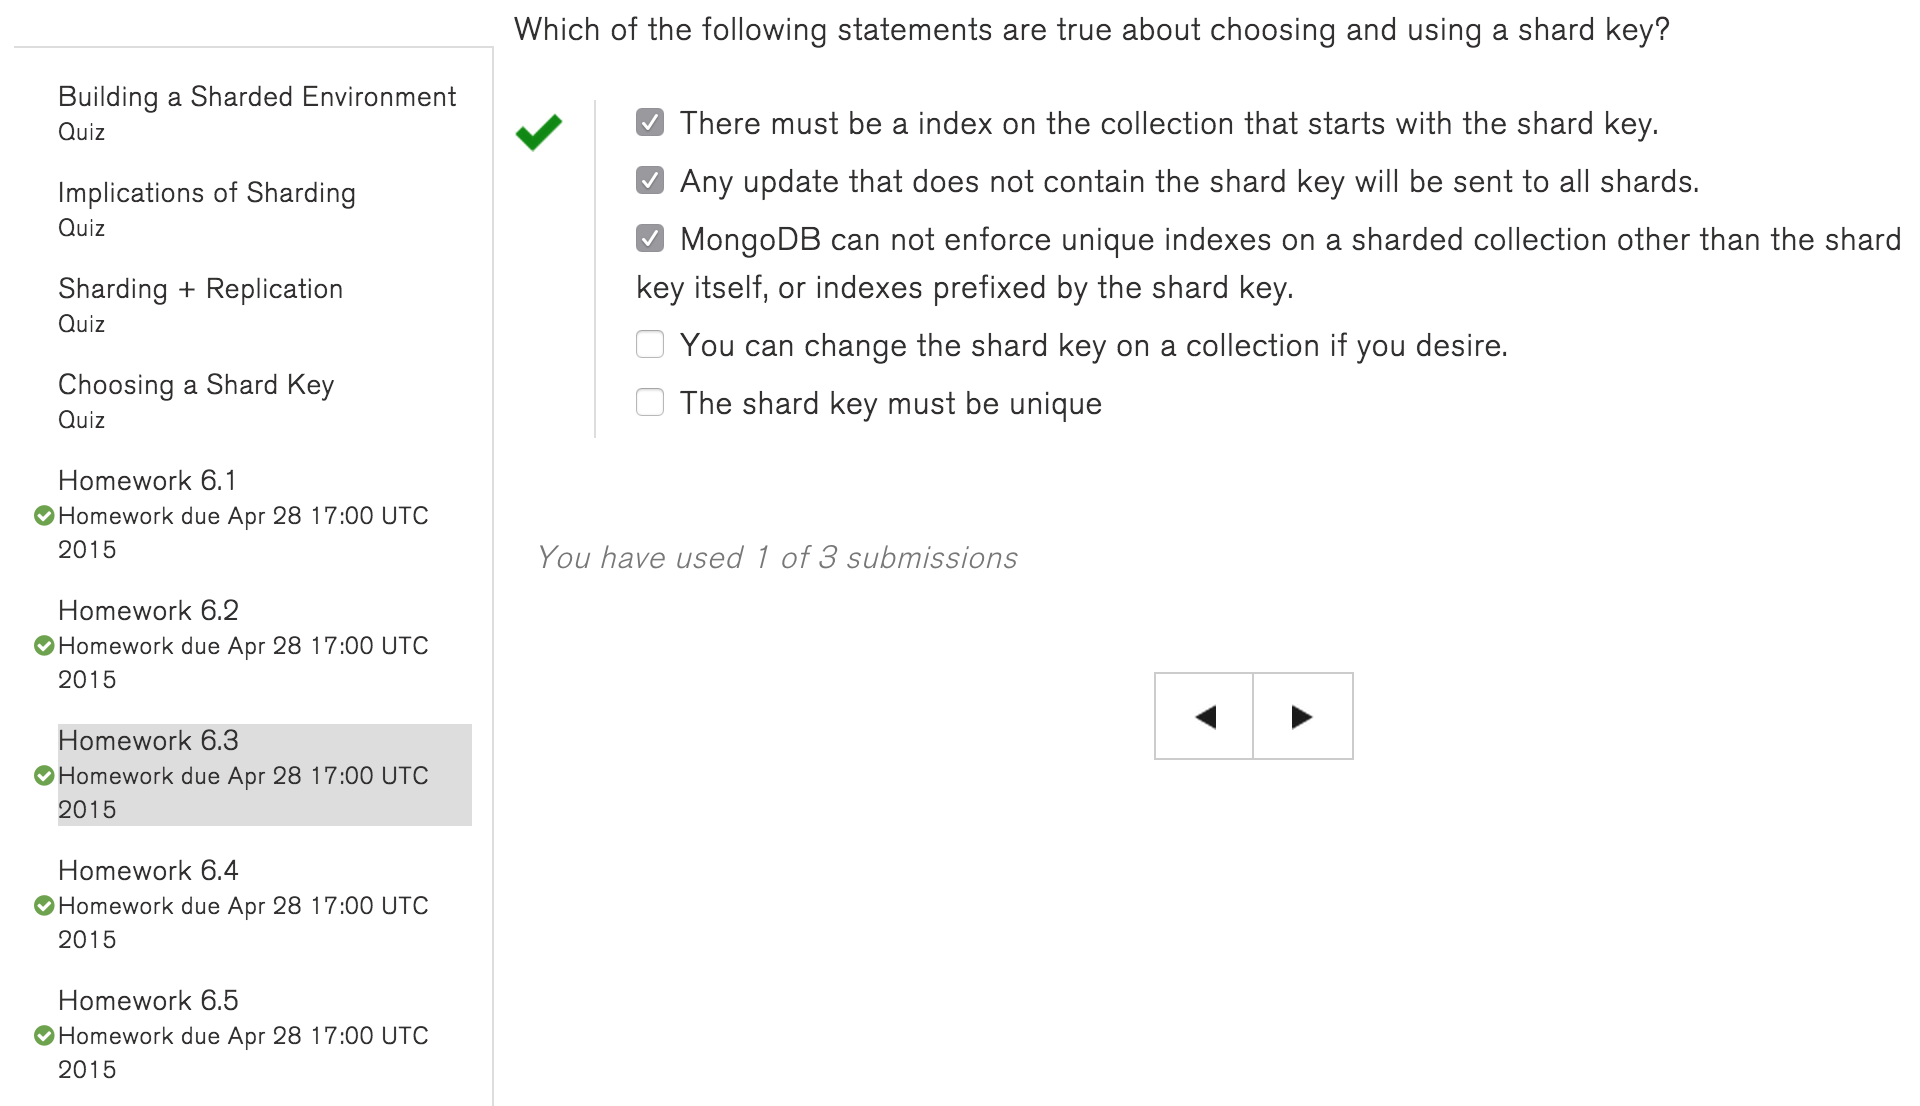 Which of the following statements are true about choosing and using a shard key?
Building a Sharded Environment
Quiz
Implications of Sharding
Quiz
Sharding + Replication
Quiz
Choosing a Shard Key
Quiz
Homework 6.1
Homework due Apr 28 17:00 UTC
2015
Homework 6.2
Homework due Apr 28 17:00 UTC
2015
Homework 6.3
Homework due Apr 28 17:00 UTC
2015
Homework 6.4
Homework due Apr 28 17:00 UTC
2015
Homework 6.5
Homework due Apr 28 17:00 UTC
2015
There must be a index on the collection that starts with the shard key.
Any update that does not contain the shard key will be sent to all shards.
MongoDB can not enforce unique indexes on a sharded collection other than the shard
key itself, or indexes prefixed by the shard key.
You can change the shard key on a collection if you desire.
The shard key must be unique
You have used 1 of 3 submissions